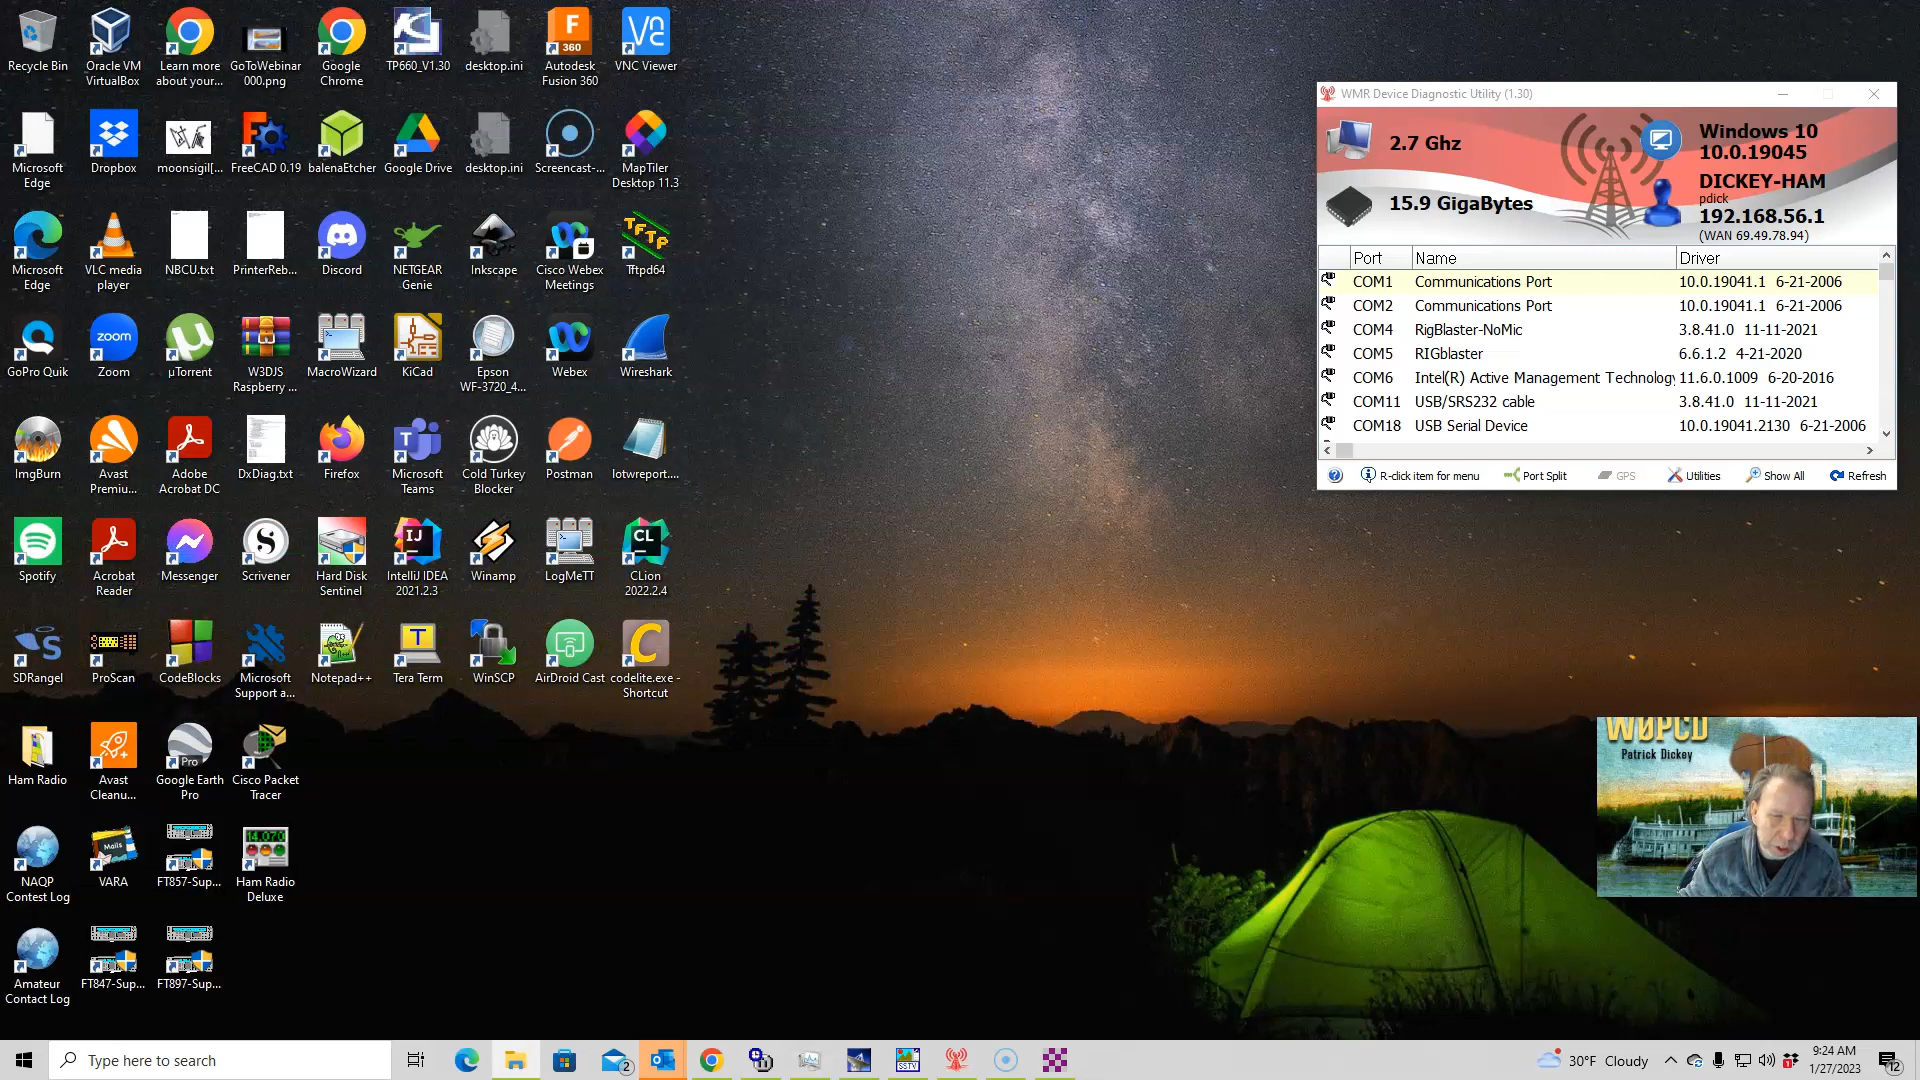 Recycle Bin
Oracle VM
VirtualBox
Learn more
about your...
GoToWebinar
000.png
Google
Chrome
TP660_V1.30
desktop.ini
F
360
Autodesk
Fusion 360
VNC Viewer
Microsoft
Edge
Dropbox
moonsigil[...
FreeCAD 0.19
balenaEtcher
Google Drive
desktop.ini
Screencast-...
MapTiler
Desktop 11.3
Microsoft
Edge
VLC media
player
NBCU.txt
PrinterReb...
Discord
NETGEAR
Genie
Inkscape
Cisco Webex
Meetings
TFTP
Tftpd64
GoPro Quik
zoom
Zoom
µTorrent
W3DJS
Raspberry ...
MacroWizard
KiCad
Epson
WF-3720_4...
Webex
Wireshark
ImgBurn
Avast
Premiu...
Adobe
Acrobat DC
DxDiag.txt
Firefox
Microsoft
Teams
Cold Turkey
Blocker
Postman
lotwreport....
Spotify
Acrobat
Reader
Messenger
S
Scrivener
Hard Disk
Sentinel
IJ
IntelliJ IDEA
2021.2.3
Winamp
LogMeTT
CL
CLion
2022.2.4
SDRangel
ProScan
CodeBlocks
Microsoft
Support a...
Notepad++
T
Tera Term
WinSCP
AirDroid Cast
C
codelite.exe -
Shortcut
Ham Radio
Avast
Cleanu...
Pro
Google Earth
Pro
Cisco Packet
Tracer
NAQP
Contest Log
Mails
VARA
FT857-Sup...
14.070
Ham Radio
Deluxe
Amateur
Contact Log
FT847-Sup...
FT897-Sup...
WMR Device Diagnostic Utility (1.30)
2.7 Ghz
15.9 GigaBytes
Windows 10
10.0.19045
DICKEY-HAM
pdick
192.168.56.1
(WAN 69.49.78.94)
Port Name Driver
COM1 Communications Port 10.0.19041.1 6-21-2006
COM2 Communications Port 10.0.19041.1 6-21-2006
COM4 RigBlaster-NoMic 3.8.41.0 11-11-2021
COM5 RIGblaster 6.6.1.2 4-21-2020
COM6 Intel(R) Active Management Technology 11.6.0.1009 6-20-2016
COM11 USB/SRS232 cable 3.8.41.0 11-11-2021
COM18 USB Serial Device 10.0.19041.2130 6-21-2006
R-click item for menu Port Split GPS Utilities Show All Refresh
WØPCD
Patrick Dickey
Type here to search
2
SSTV
30°F Cloudy
9:24 AM
1/27/2023
12